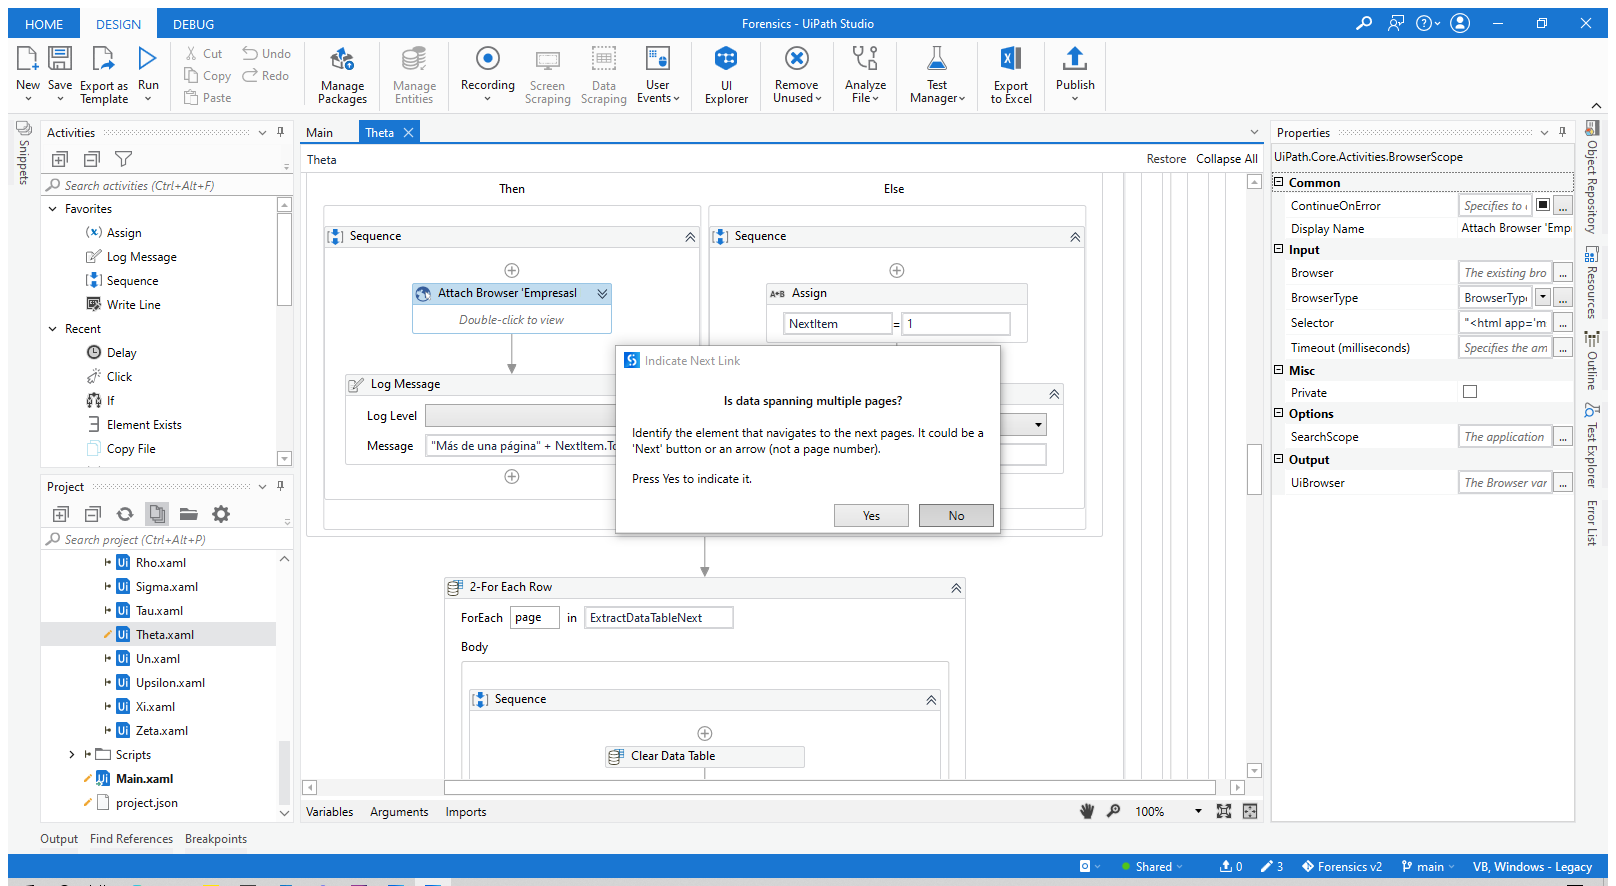 HOME DESIGN DEBUG Forensics - UiPath Studio
New Save Export as Template Run Cut Copy Paste Undo Redo Manage Packages Manage Entities Recording Screen Scraping Data Scraping User Events UI Explorer Remove Unused Analyze File Test Manager Export to Excel Publish
Snippets
Activities
Search activities (Ctrl+Alt+F)
Favorites
Assign
Log Message
Sequence
Write Line
Recent
Delay
Click
If
Element Exists
Copy File
Project
Search project (Ctrl+Alt+P)
Rho.xaml
Sigma.xaml
Tau.xaml
Theta.xaml
Un.xaml
Upsilon.xaml
Xi.xaml
Zeta.xaml
Scripts
Main.xaml
project.json
Output Find References Breakpoints
Main Theta
Theta Restore Collapse All
Then Else
Sequence
Attach Browser 'Empresasl
Double-click to view
Log Message
Log Level
Message "Más de una página" + NextItem.To
Sequence
A*B Assign
NextItem = 1
Indicate Next Link
Is data spanning multiple pages?
Identify the element that navigates to the next pages. It could be a
'Next' button or an arrow (not a page number).
Press Yes to indicate it.
Yes No
2-For Each Row
ForEach page in ExtractDataTableNext
Body
Sequence
Clear Data Table
Variables Arguments Imports 100%
Properties
UiPath.Core.Activities.BrowserScope
Common
ContinueOnError Specifies to ...
Display Name Attach Browser 'Empr
Input
Browser The existing bro ...
BrowserType BrowserType ...
Selector "<html app='m ...
Timeout (milliseconds) Specifies the am ...
Misc
Private
Options
SearchScope The application ...
Output
UiBrowser The Browser var ...
Object Repository
Resources
Outline
Test Explorer
Error List
Shared 0 3 Forensics v2 main VB, Windows - Legacy